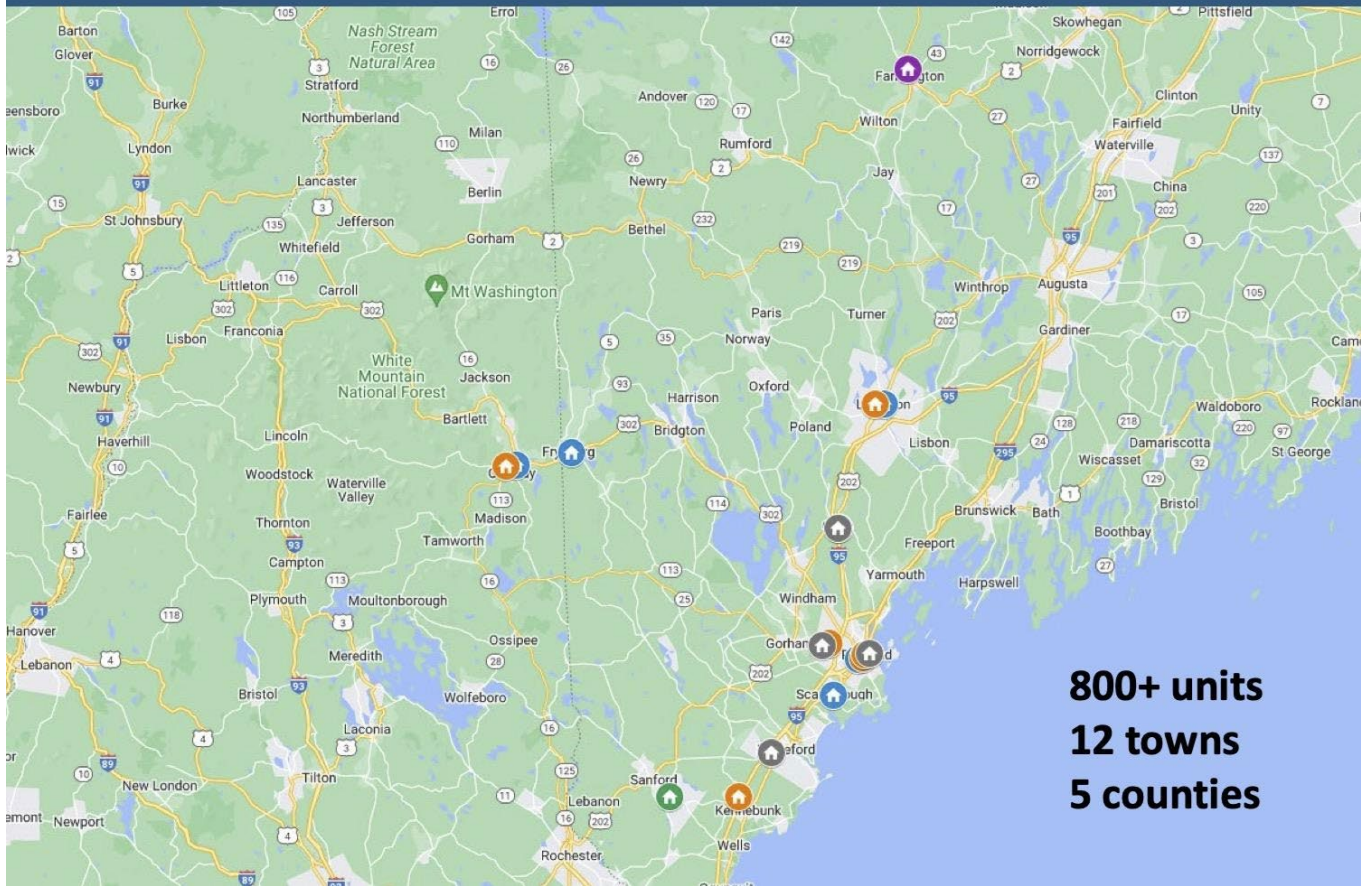 Errol
Pittsfield
Skowhegan
Barton
Nash Stream
Forest
Natural Area
Glover
Norridgewock
Stratford
Andover
Clinton
Unity
Burke
Northumberland
Wilton
Fairfield
Milan
Rumford
Waterville
Lyndon
Jay
Newry
Lancaster
Berlin
China
St Johnsbury
Jefferson
Bethel
Gorham
Whitefield
Littleton
Carroll
Mt Washington
Winthrop
Augusta
Paris
Turner
Franconia
Lisbon
Norway
Gardiner
White
Mountain
National Forest
Jackson
Newbury
Oxford
Harrison
Bartlett
Waldoboro
Bridgton
Poland
Haverhill
Lincoln
Lisbon
Damariscotta
Wiscasset
St George
Woodstock
Waterville
Valley
Madison
Brunswick
Bath
Bristol
Fairlee
Thornton
Boothbay
Tamworth
Freeport
Campton
Yarmouth
Harpswell
Plymouth
Moultonborough
Windham
Hanover
Ossipee
Meredith
Lebanon
Bristol
Wolfeboro
Laconia
800+ units
12 towns
5 counties
Sanford
Tilton
New London
Lebanon
Newport
Kennebunk
Wells
Rochester